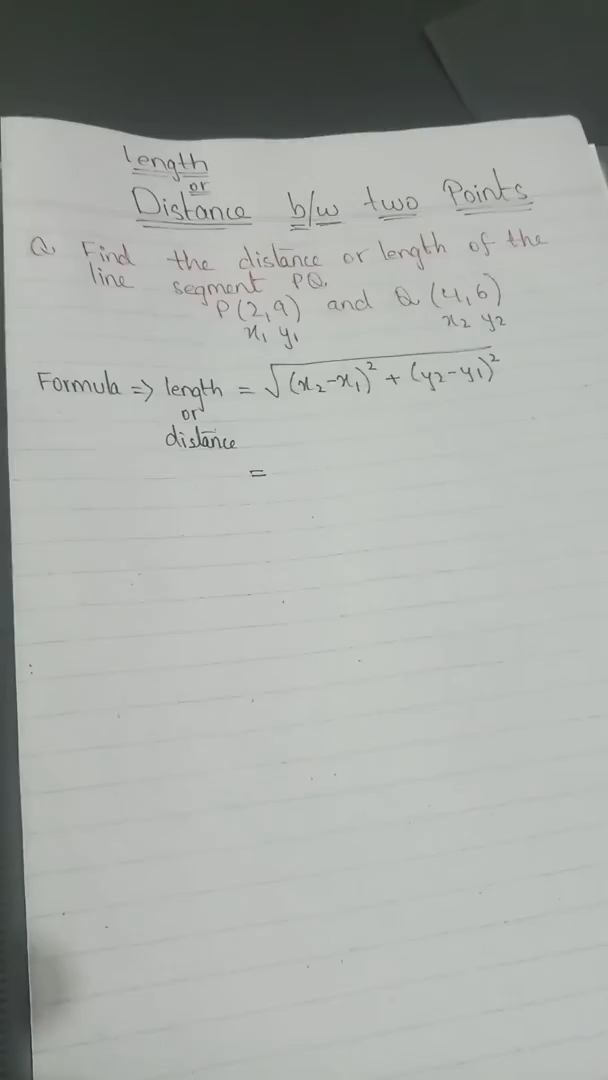 Length
or
Distance b/w two Points
Q. Find the distance or length of the
line segment PQ.
P(2,9) and Q(4,6)
x₁ y₁ x₂ y₂
Formula => length = √(x₂-x₁)² + (y₂-y₁)²
or
distance
=